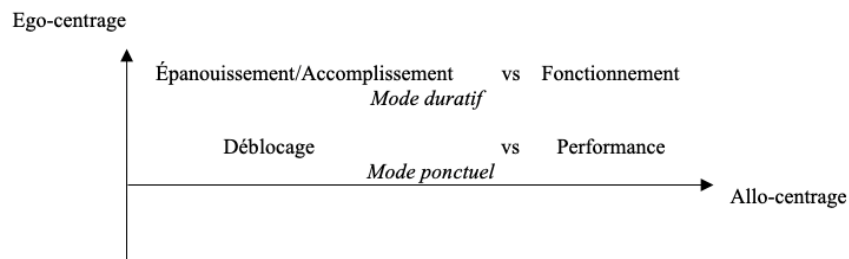 Ego-centrage
Épanouissement/Accomplissement vs Fonctionnement
Mode duratif
Déblocage vs Performance
Mode ponctuel
Allo-centrage